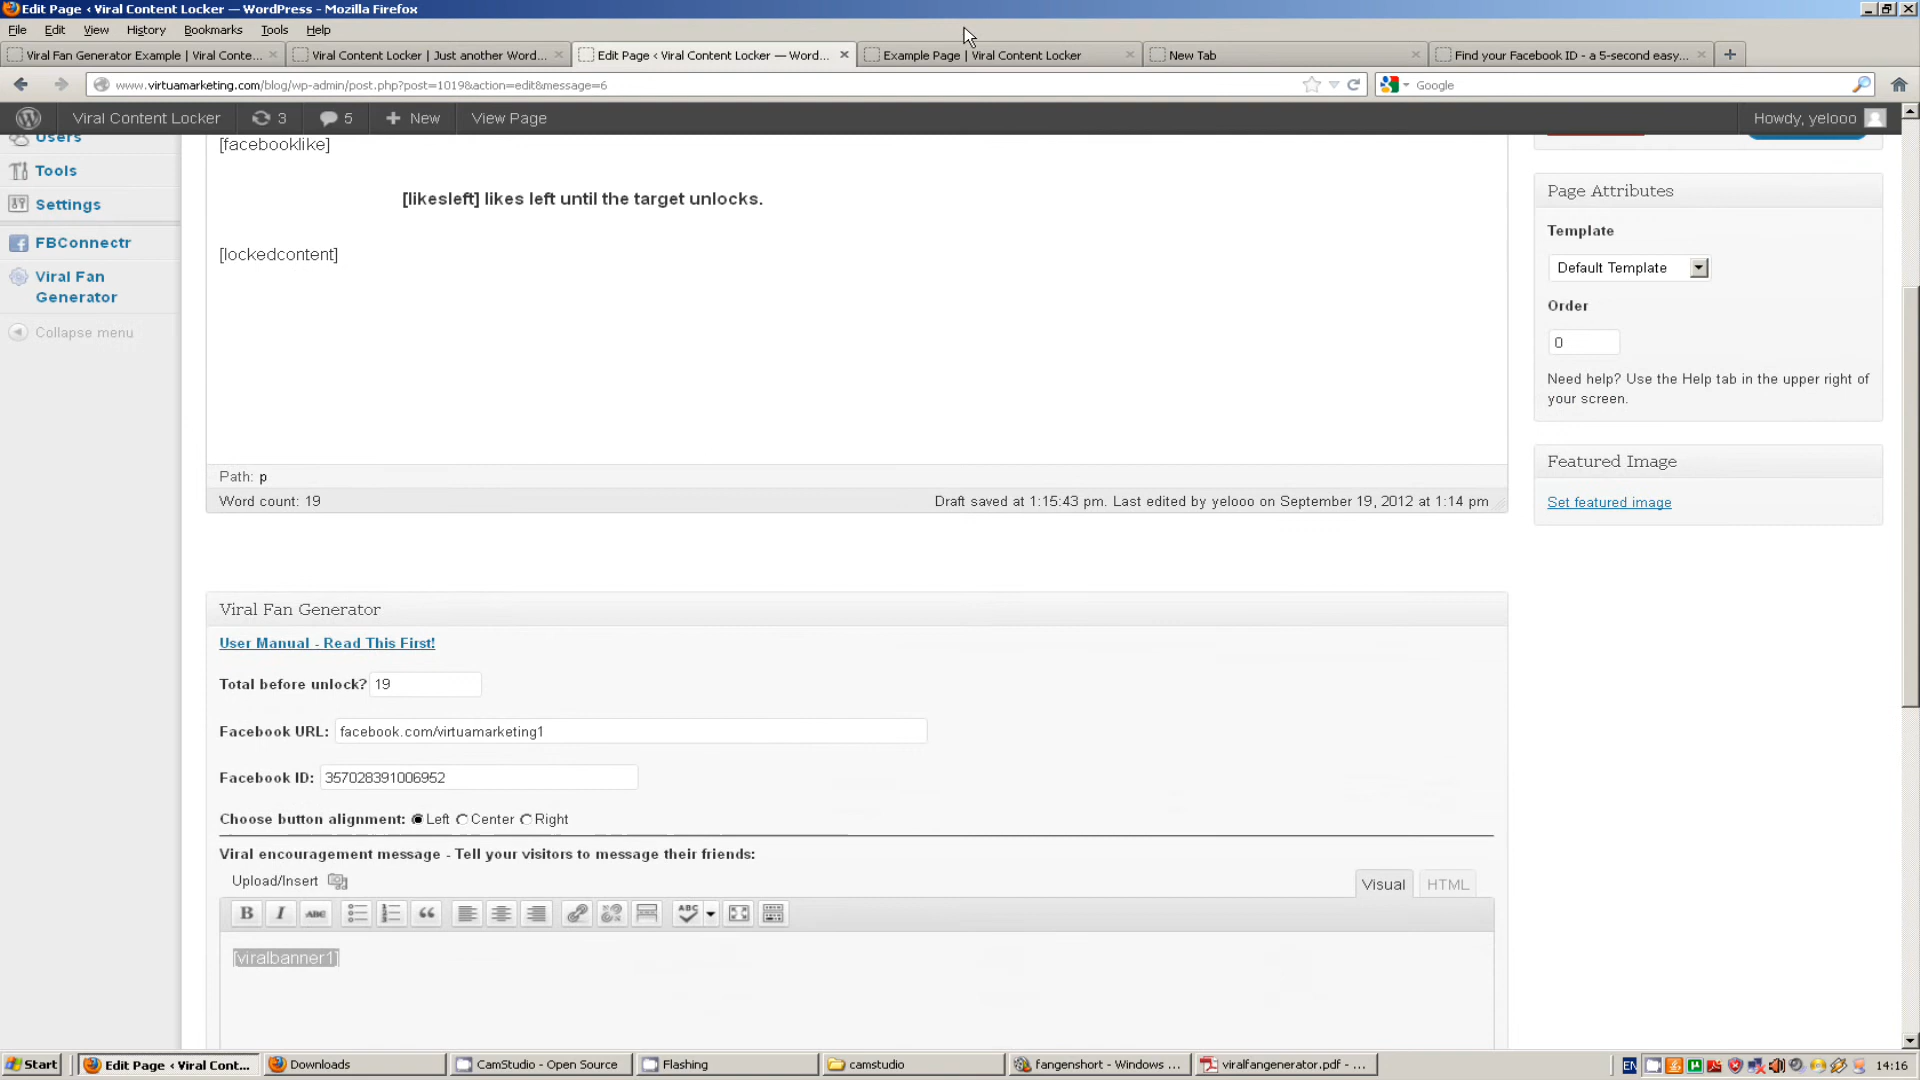 Edit Page ‹ Viral Content Locker — WordPress - Mozilla Firefox
File Edit View History Bookmarks Tools Help
Viral Fan Generator Example | Viral Conte...
Viral Content Locker | Just another Word...
Edit Page ‹ Viral Content Locker — Word...
Example Page | Viral Content Locker
New Tab
Find your Facebook ID - a 5-second easy...
www.virtuamarketing.com/blog/wp-admin/post.php?post=1019&action=edit&message=6
Google
Viral Content Locker 3 5 + New View Page Howdy, yelooo
Users
Tools
Settings
FBConnectr
Viral Fan
Generator
Collapse menu
[facebooklike]
[likesleft] likes left until the target unlocks.
[lockedcontent]
Path: p
Word count: 19
Draft saved at 1:15:43 pm. Last edited by yelooo on September 19, 2012 at 1:14 pm
Page Attributes
Template
Default Template
Order
0
Need help? Use the Help tab in the upper right of
your screen.
Featured Image
Set featured image
Viral Fan Generator
User Manual - Read This First!
Total before unlock? 19
Facebook URL: facebook.com/virtuamarketing1
Facebook ID: 357028391006952
Choose button alignment: Left Center Right
Viral encouragement message - Tell your visitors to message their friends:
Upload/Insert
Visual HTML
B I ABC ABC
[viralbanner1]
Start
Edit Page ‹ Viral Cont...
Downloads
CamStudio - Open Source
Flashing
camstudio
fangenshort - Windows ...
viralfangenerator.pdf - ...
EN
14:16